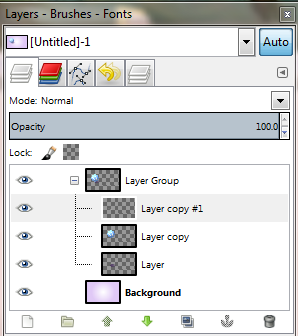 Layers - Brushes - Fonts
[Untitled]-1
Auto
Mode: Normal
Opacity 100.0
Lock:
Layer Group
Layer copy #1
Layer copy
Layer
Background